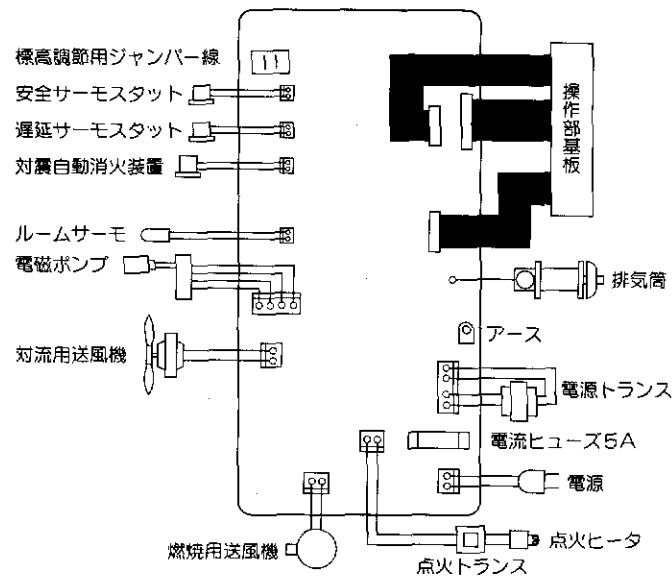 標高調節用ジャンパー線
安全サーモスタット
遅延サーモスタット
対震自動消火装置
ルームサーモ
電磁ポンプ
対流用送風機
燃焼用送風機
操作部基板
排気筒
アース
電源トランス
電流ヒューズ5A
電源
点火ヒータ
点火トランス